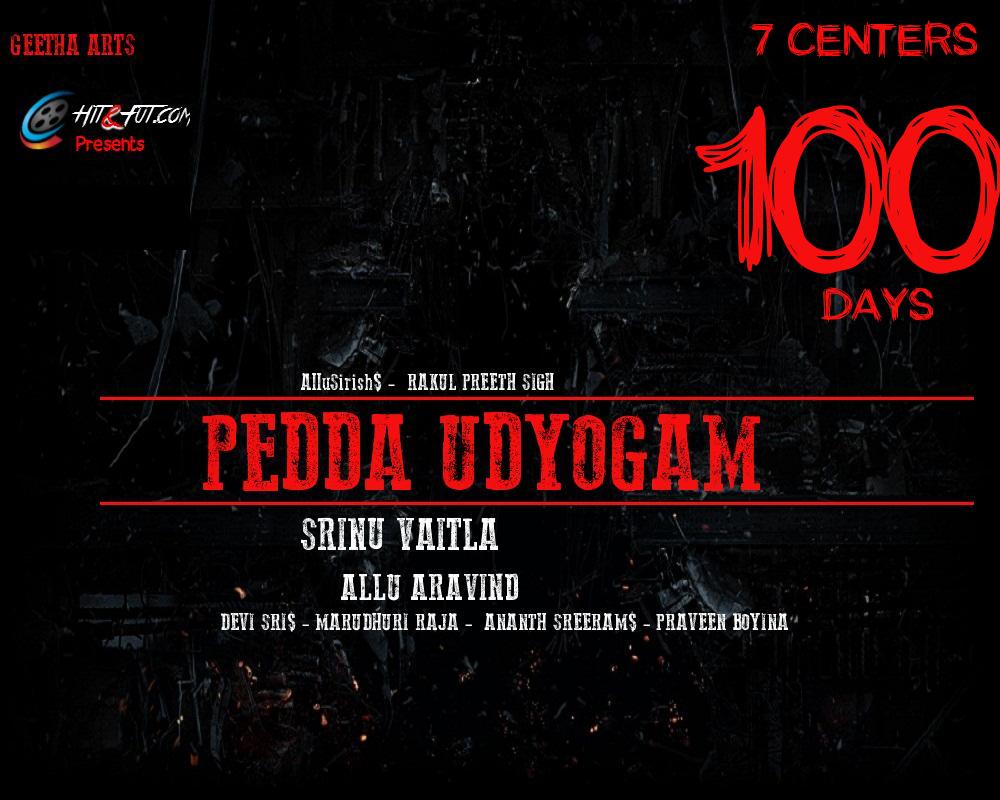 GEETHA ARTS
7 CENTERS
HIT&FUT.COM
Presents
100
DAYS
AlluSirish$ - RAKUL PREETH SIGH
PEDDA UDYOGAM
SRINU VAITLA
ALLU ARAVIND
DEVI SRI$ - MARUDHURI RAJA - ANANTH SREERAM$ - PRAVEEN BOYINA